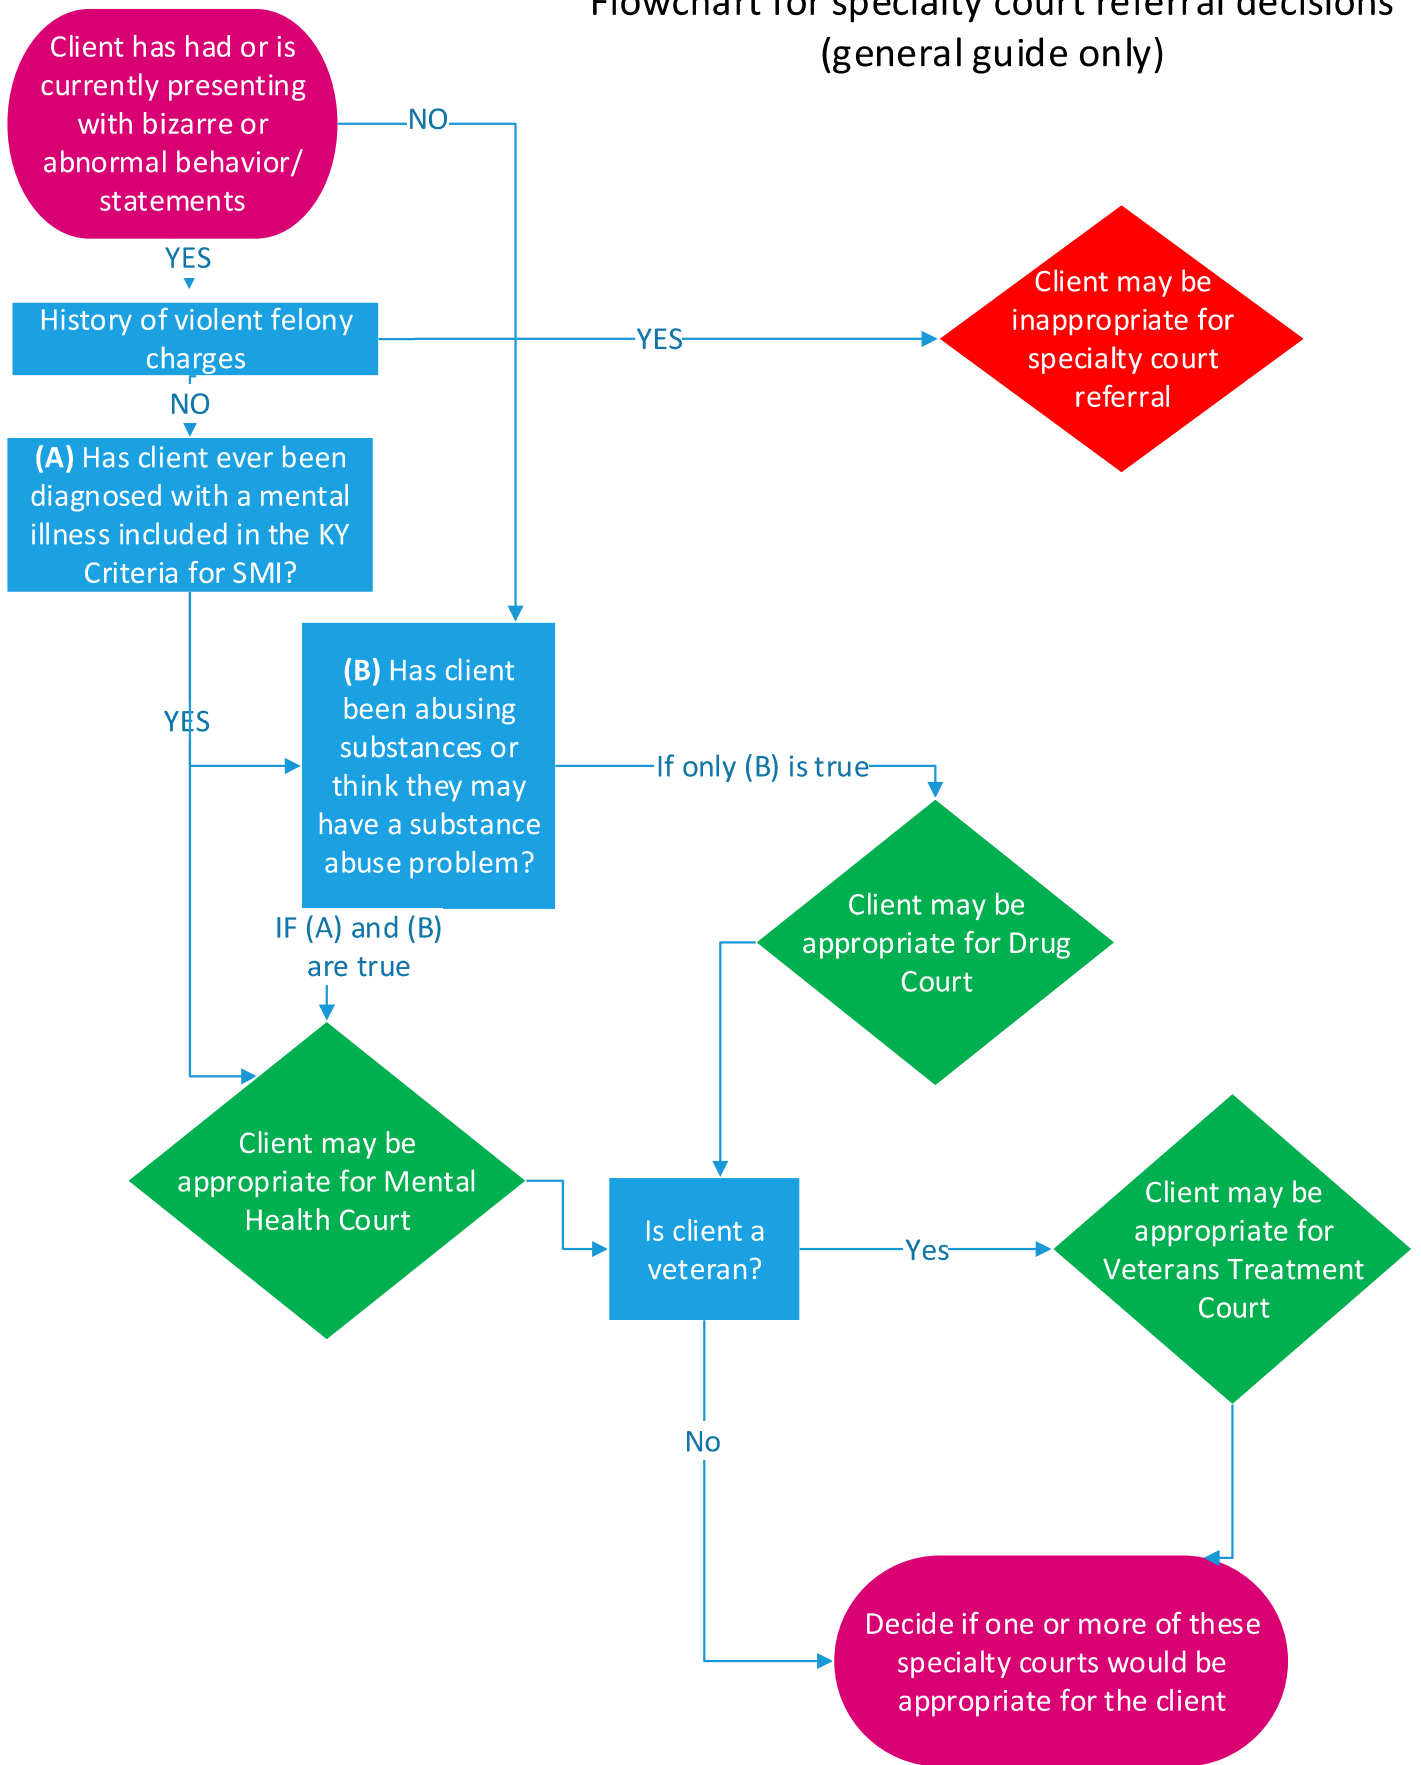 Flowchart for specialty court referral decisions
(general guide only)
Client has had or is
currently presenting
with bizarre or
abnormal behavior/
statements
NO
YES
History of violent felony
charges
YES
Client may be
inappropriate for
specialty court
referral
NO
(A) Has client ever been
diagnosed with a mental
illness included in the KY
Criteria for SMI?
YES
(B) Has client
been abusing
substances or
think they may
have a substance
abuse problem?
If only (B) is true
IF (A) and (B)
are true
Client may be
appropriate for Drug
Court
Client may be
appropriate for Mental
Health Court
Is client a
veteran?
Yes
Client may be
appropriate for
Veterans Treatment
Court
No
Decide if one or more of these
specialty courts would be
appropriate for the client